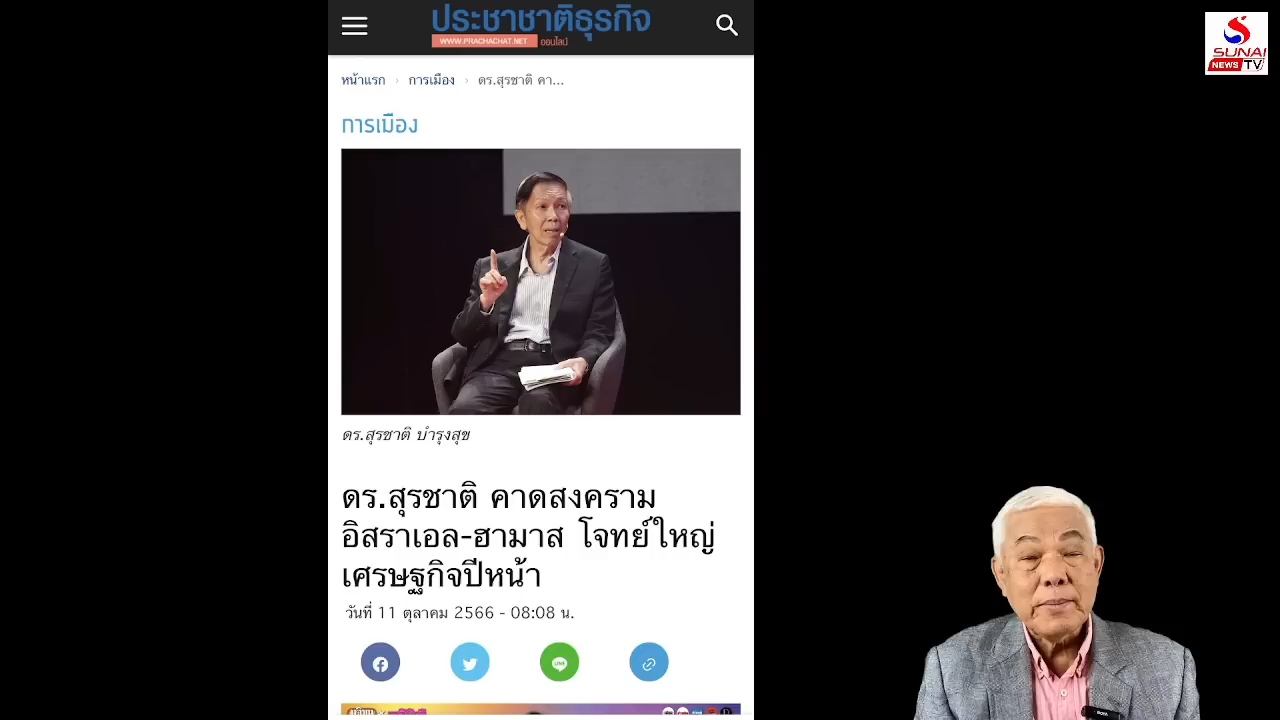 ประชาชาติธุรกิจ
WWW.PRACHACHAT.NET ออนไลน์
SUNAI
NEWS TV
หน้าแรก › การเมือง › ดร.สุรชาติ คา...
การเมือง
ดร.สุรชาติ บำรุงสุข
ดร.สุรชาติ คาดสงคราม
อิสราเอล-ฮามาส โจทย์ใหญ่
เศรษฐกิจปีหน้า
วันที่ 11 ตุลาคม 2566 - 08:08 น.
LINE